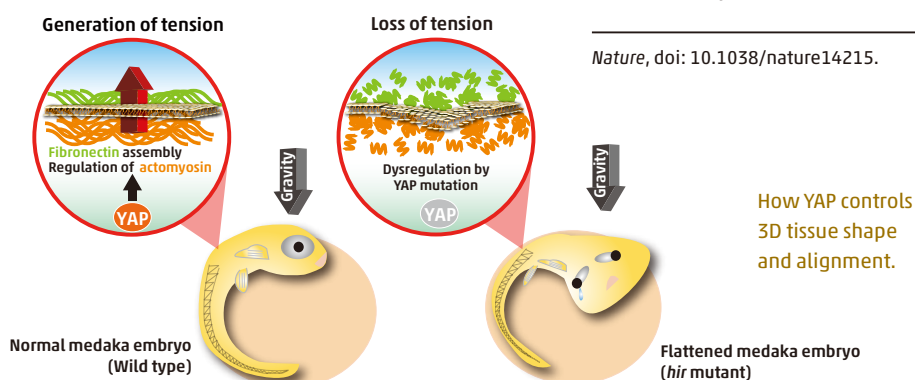 Generation of tension
Loss of tension
Nature, doi: 10.1038/nature14215.
Fibronectin assembly
Regulation of actomyosin
YAP
Gravity
Dysregulation by
YAP mutation
YAP
Gravity
How YAP controls
3D tissue shape
and alignment.
Normal medaka embryo
(Wild type)
Flattened medaka embryo
(hir mutant)